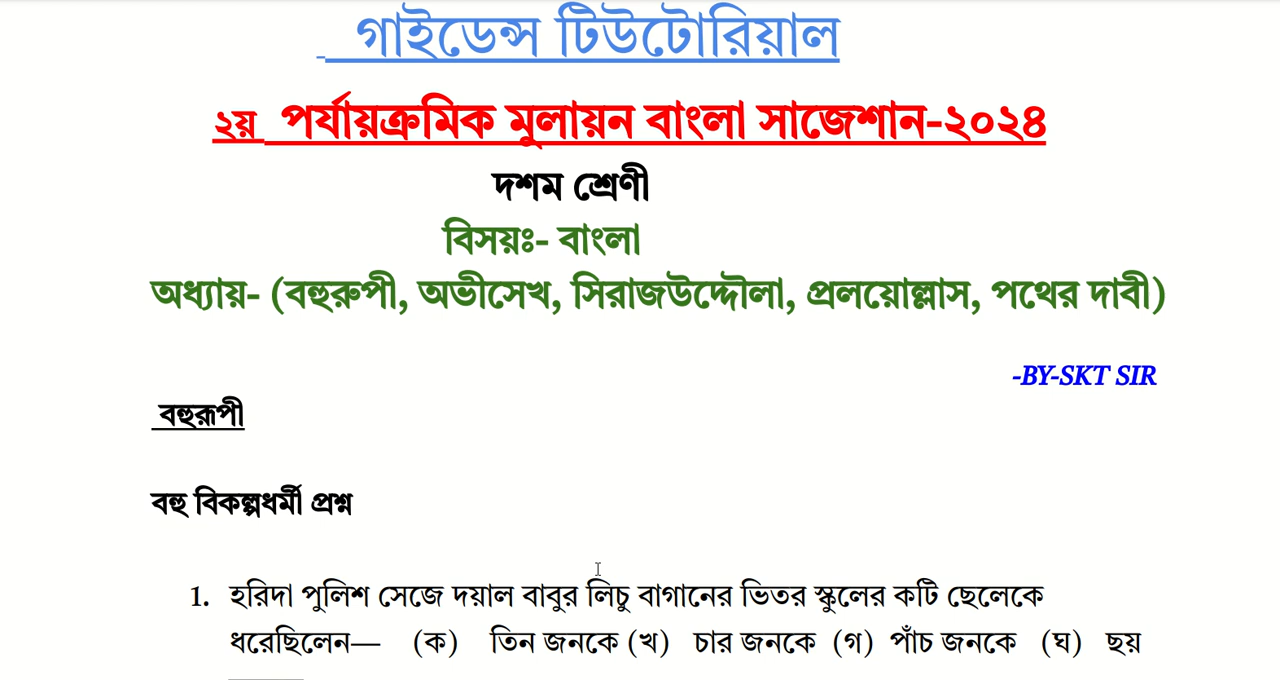 গাইডেন্স টিউটোরিয়াল
২য় পর্যায়ক্রমিক মুলায়ন বাংলা সাজেশান-২০২৪
দশম শ্রেণী
বিসয়ঃ- বাংলা
অধ্যায়- (বহুরুপী, অভীসেখ, সিরাজউদ্দৌলা, প্রলয়োল্লাস, পথের দাবী)
-BY-SKT SIR
বহুরূপী
বহু বিকল্পধর্মী প্রশ্ন
1. হরিদা পুলিশ সেজে দয়াল বাবুর লিচু বাগানের ভিতর স্কুলের কটি ছেলেকে
ধরেছিলেন— (ক) তিন জনকে (খ) চার জনকে (গ) পাঁচ জনকে (ঘ) ছয়